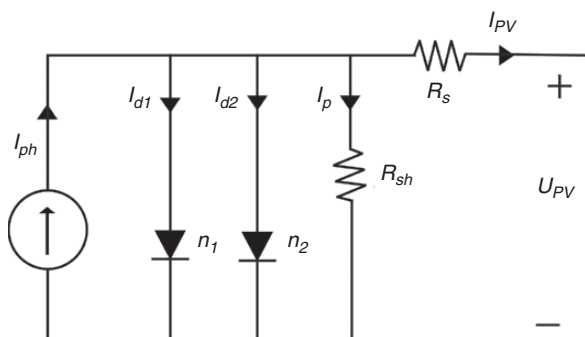 I_PV
I_d1
I_d2
I_p
R_s
+
I_ph
R_sh
U_PV
n_1
n_2
−